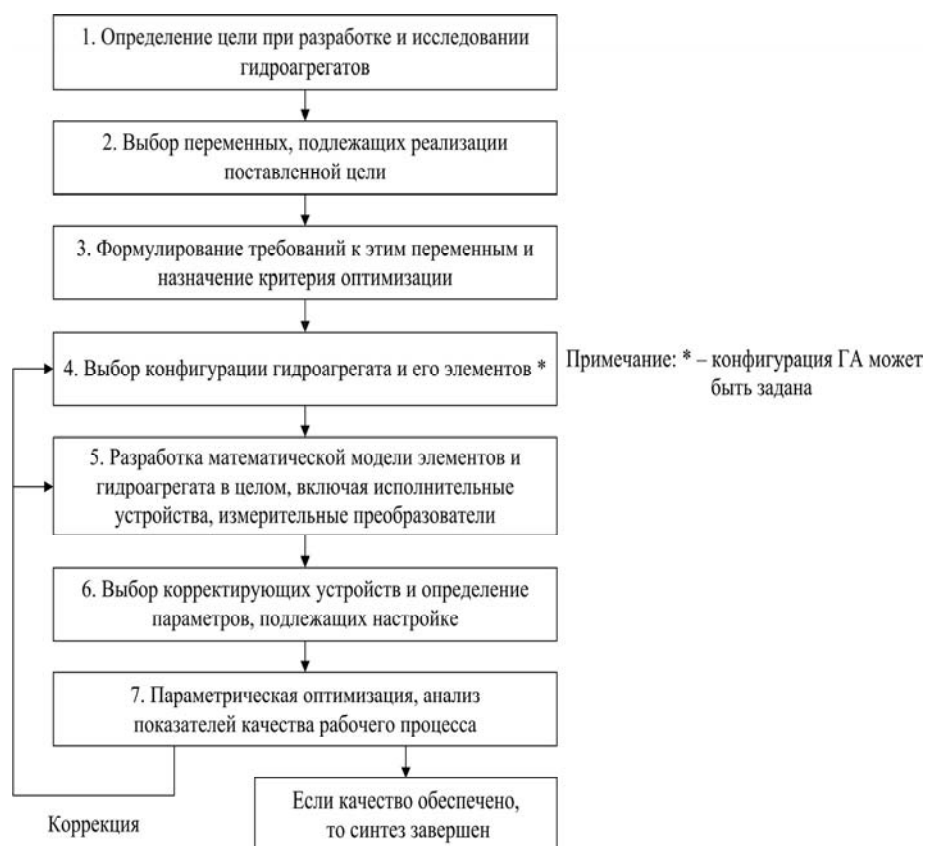 1. Определение цели при разработке и исследовании
гидроагрегатов
2. Выбор переменных, подлежащих реализации
поставленной цели
3. Формулирование требований к этим переменным и
назначение критерия оптимизации
4. Выбор конфигурации гидроагрегата и его элементов *
Примечание: * – конфигурация ГА может
быть задана
5. Разработка математической модели элементов и
гидроагрегата в целом, включая исполнительные
устройства, измерительные преобразователи
6. Выбор корректирующих устройств и определение
параметров, подлежащих настройке
7. Параметрическая оптимизация, анализ
показателей качества рабочего процесса
Если качество обеспечено,
то синтез завершен
Коррекция